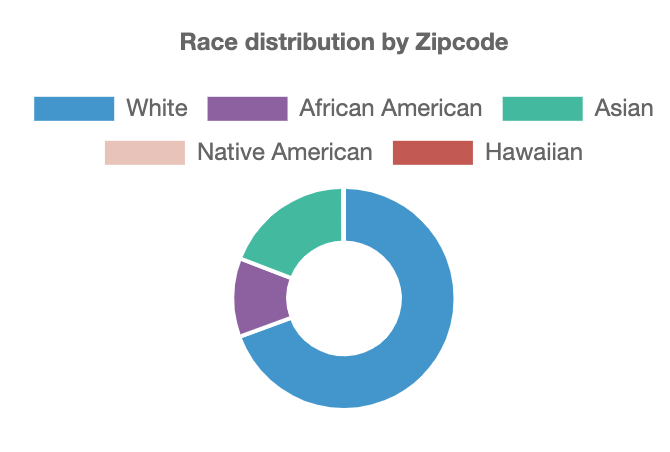 Race distribution by Zipcode
White African American Asian
Native American Hawaiian